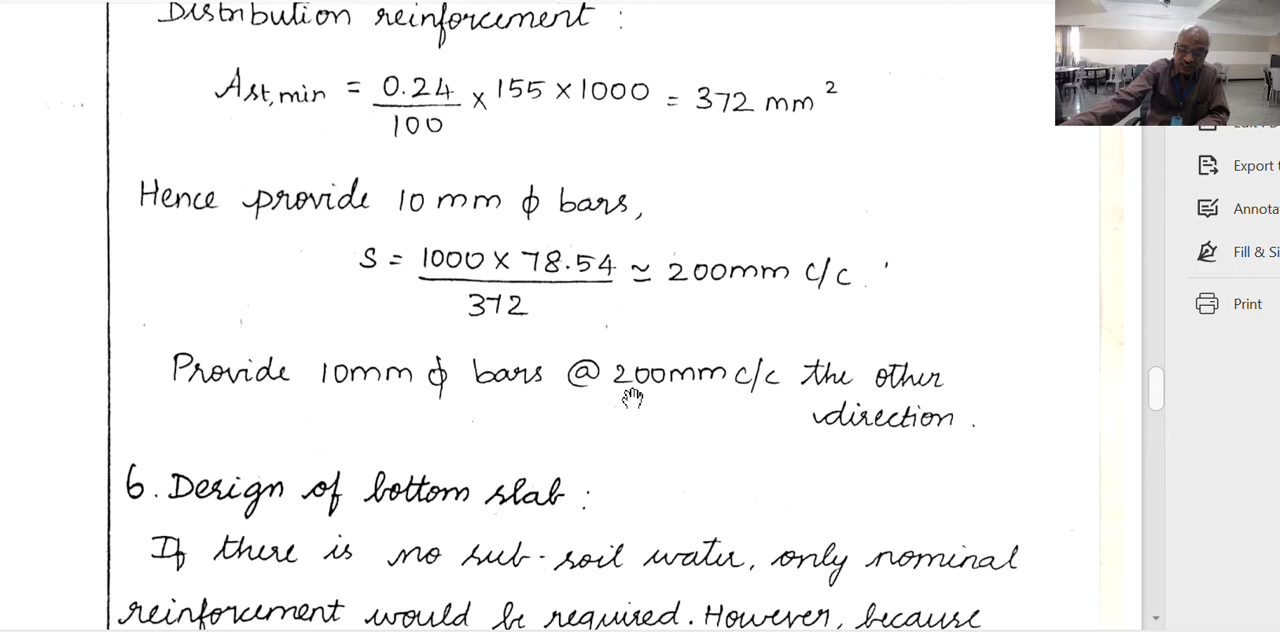 Distribution reinforcement :
Ast,min = 0.24/100 × 155 × 1000 = 372 mm²
Hence provide 10 mm ϕ bars,
S = 1000 × 78.54/372 ≃ 200mm c/c
Provide 10mm ϕ bars @ 200mm c/c the other
direction.
6. Design of bottom slab :
If there is no sub-soil water, only nominal
reinforcement would be required. However, because
Export
Annota
Fill & Si
Print